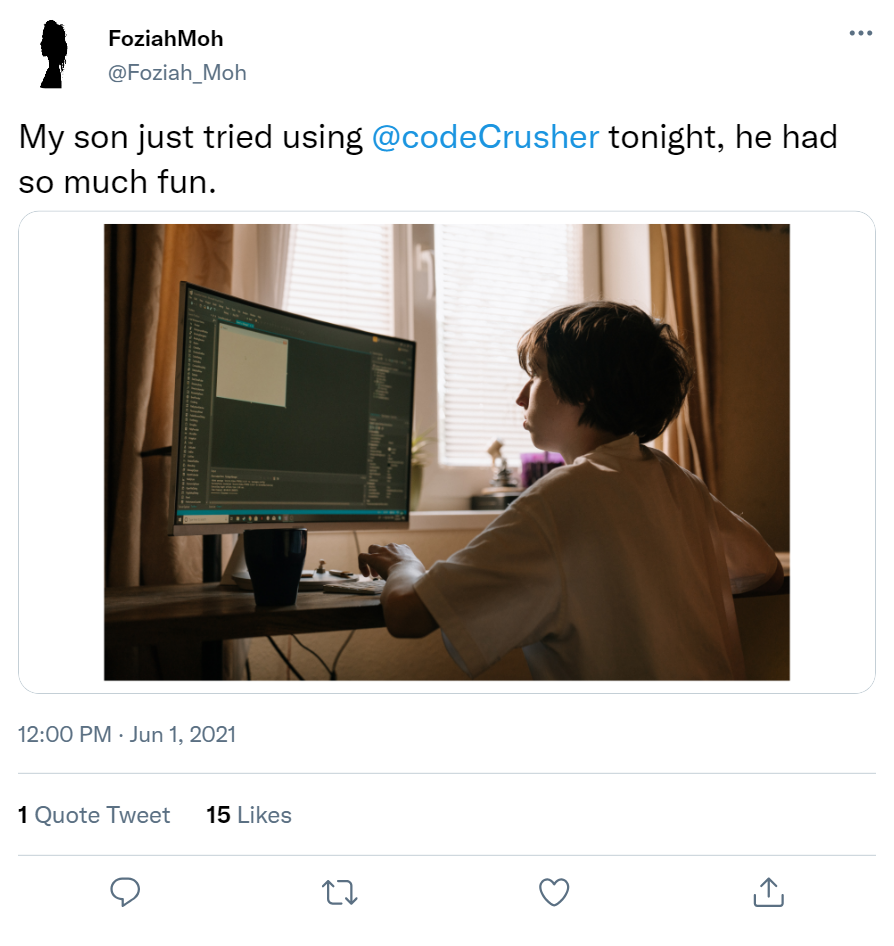 FoziahMoh
@Foziah_Moh
My son just tried using @codeCrusher tonight, he had
so much fun.
12:00 PM · Jun 1, 2021
1 Quote Tweet 15 Likes